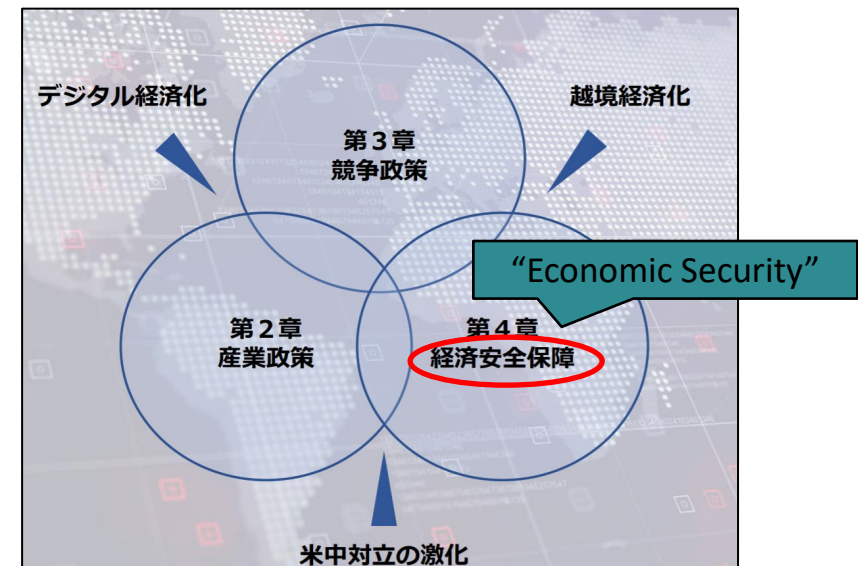 デジタル経済化
越境経済化
第３章
競争政策
“Economic Security”
第２章
産業政策
第４章
経済安全保障
米中対立の激化